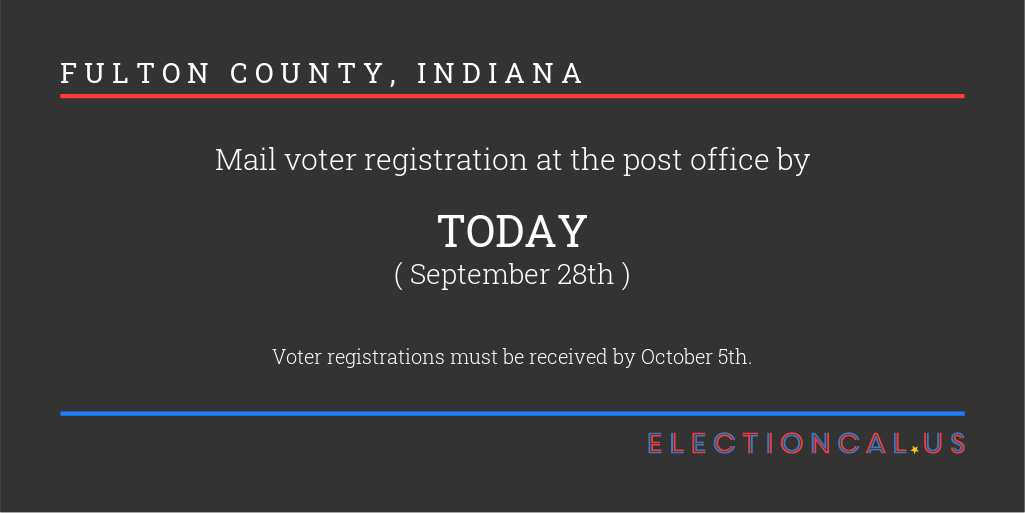 FULTON COUNTY, INDIANA
Mail voter registration at the post office by
TODAY
( September 28th )
Voter registrations must be received by October 5th.
ELECTIONCAL.US